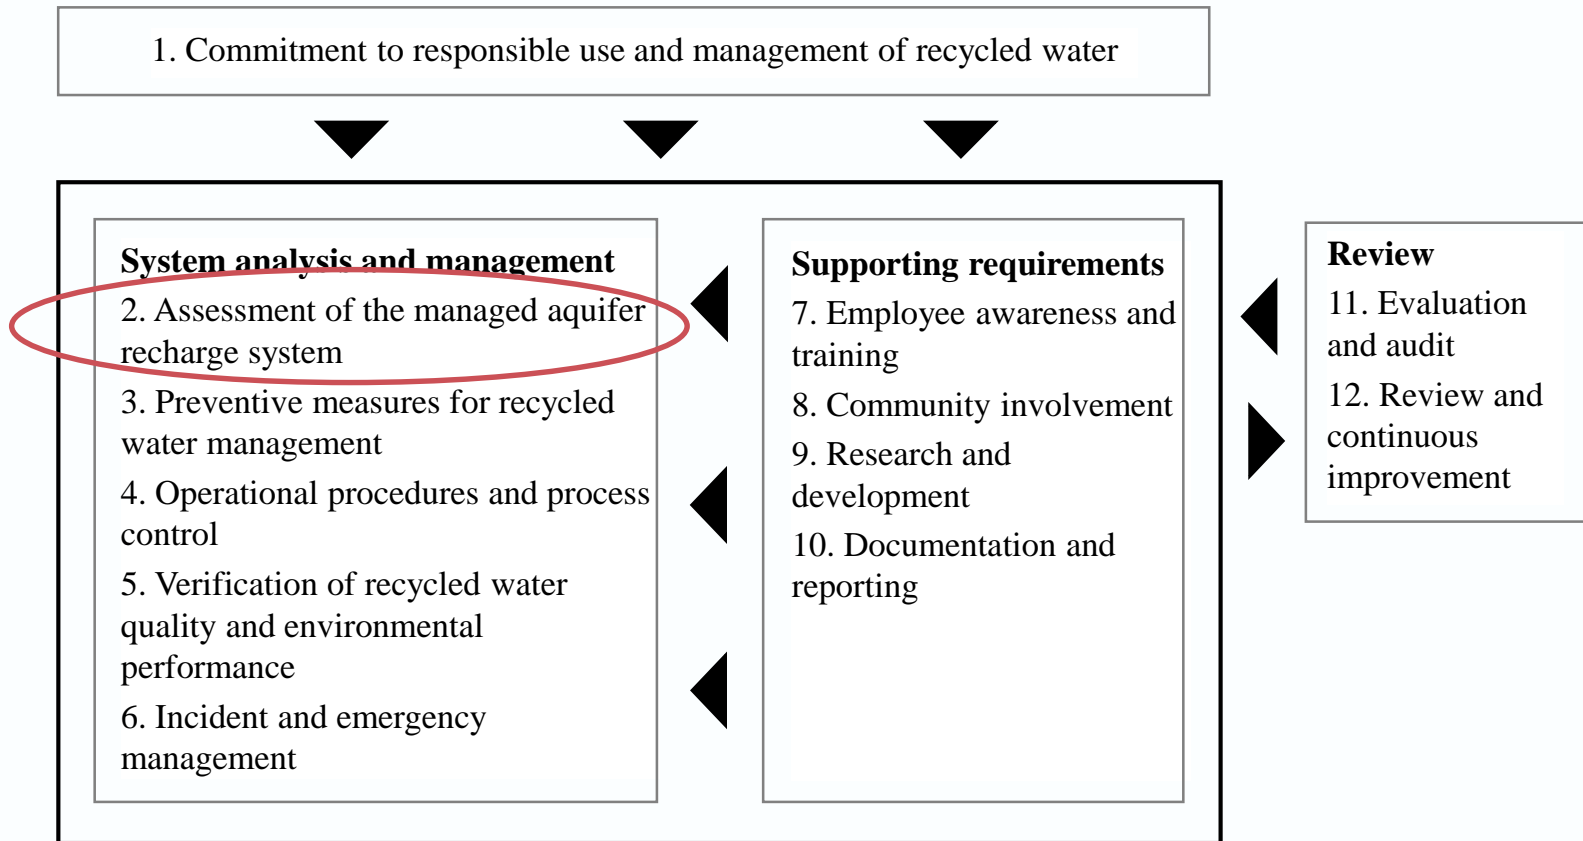 1. Commitment to responsible use and management of recycled water
System analysis and management
2. Assessment of the managed aquifer
recharge system
3. Preventive measures for recycled
water management
4. Operational procedures and process
control
5. Verification of recycled water
quality and environmental
performance
6. Incident and emergency
management
Supporting requirements
7. Employee awareness and
training
8. Community involvement
9. Research and
development
10. Documentation and
reporting
Review
11. Evaluation
and audit
12. Review and
continuous
improvement